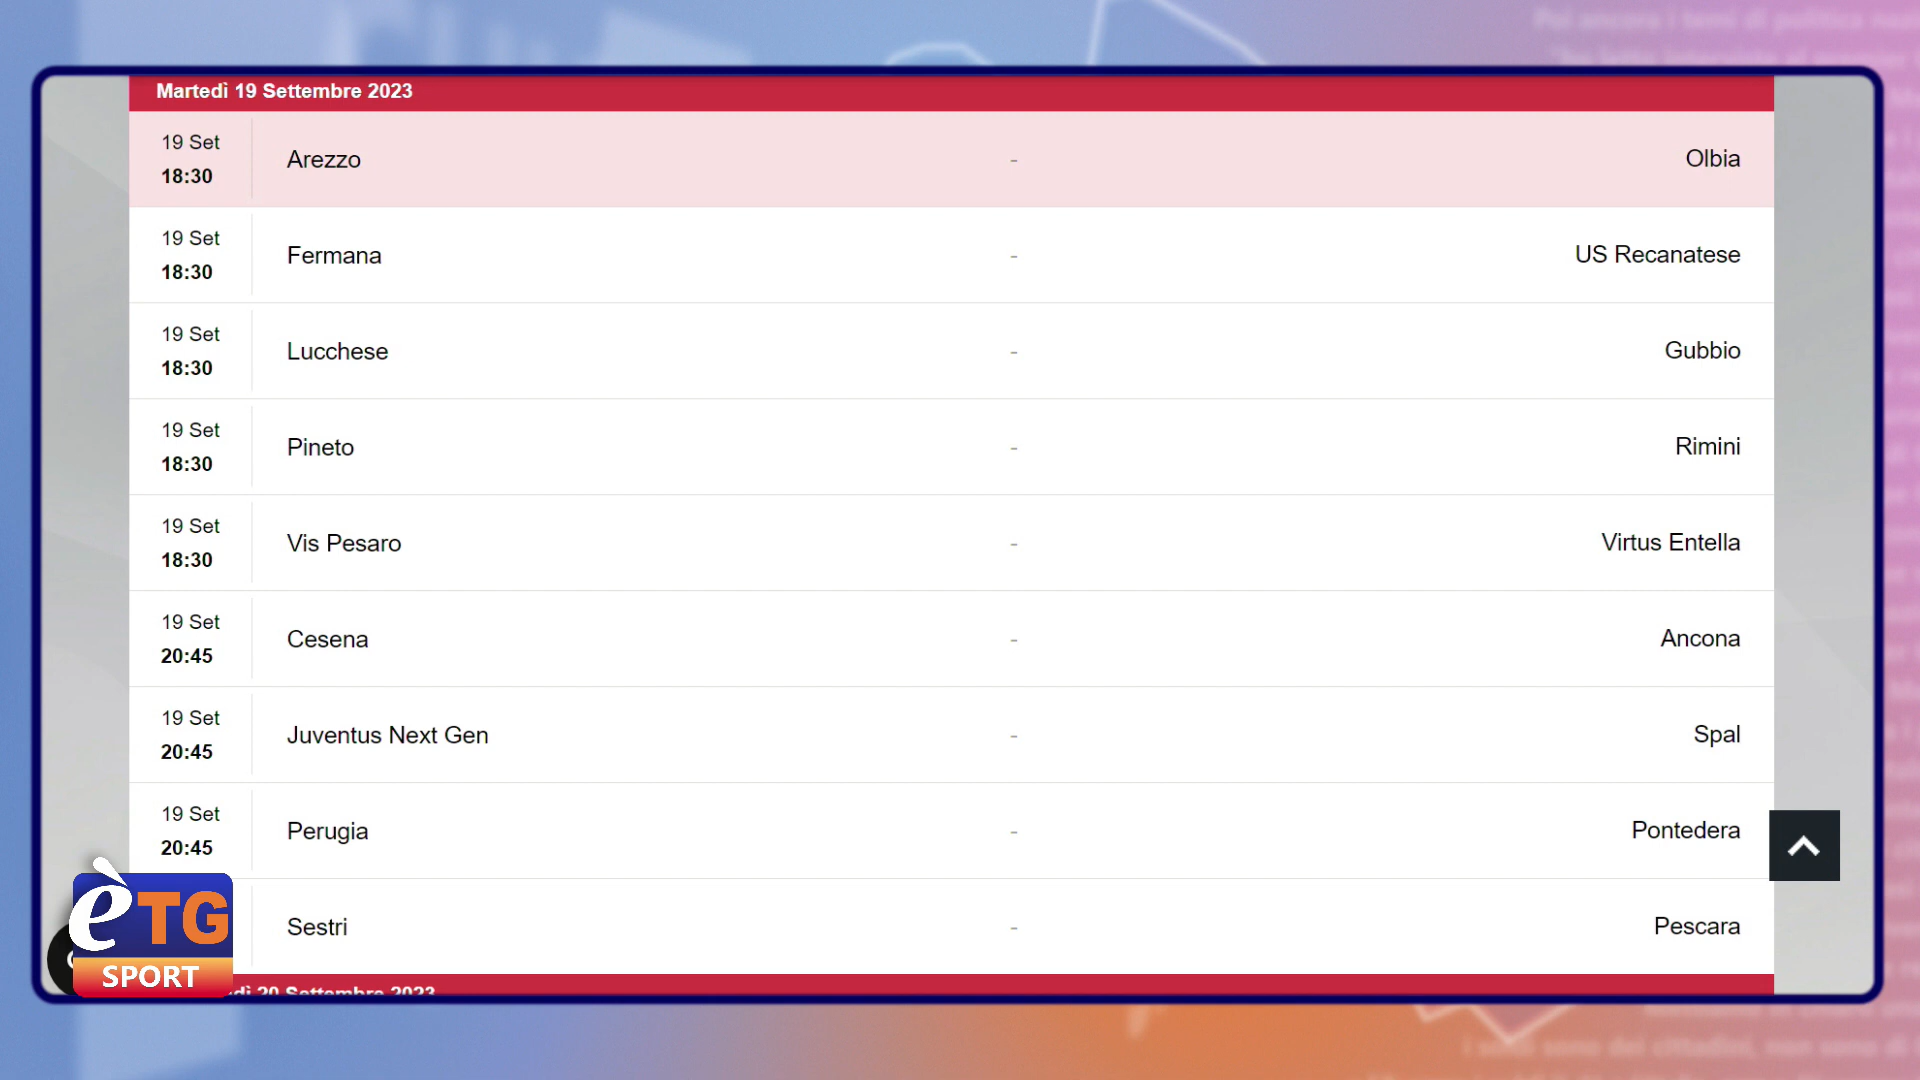 Martedì 19 Settembre 2023
19 Set
18:30
Arezzo - Olbia
19 Set
18:30
Fermana - US Recanatese
19 Set
18:30
Lucchese - Gubbio
19 Set
18:30
Pineto - Rimini
19 Set
18:30
Vis Pesaro - Virtus Entella
19 Set
20:45
Cesena - Ancona
19 Set
20:45
Juventus Next Gen - Spal
19 Set
20:45
Perugia - Pontedera
Sestri - Pescara
èTG
SPORT
20 Settembre 2023